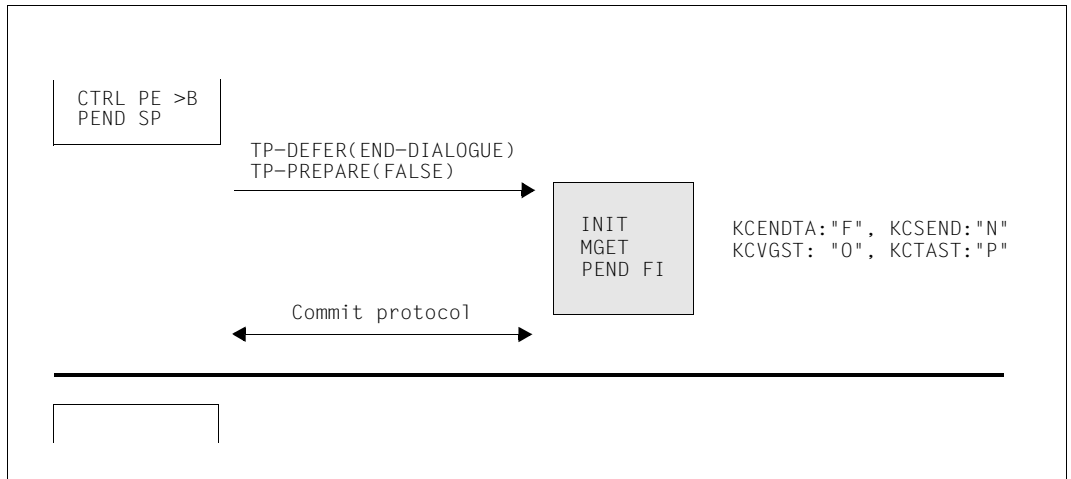 CTRL PE >B
PEND SP
TP-DEFER(END-DIALOGUE)
TP-PREPARE(FALSE)
INIT
MGET
PEND FI
KCENDTA:"F", KCSEND:"N"
KCVGST: "O", KCTAST:"P"
Commit protocol